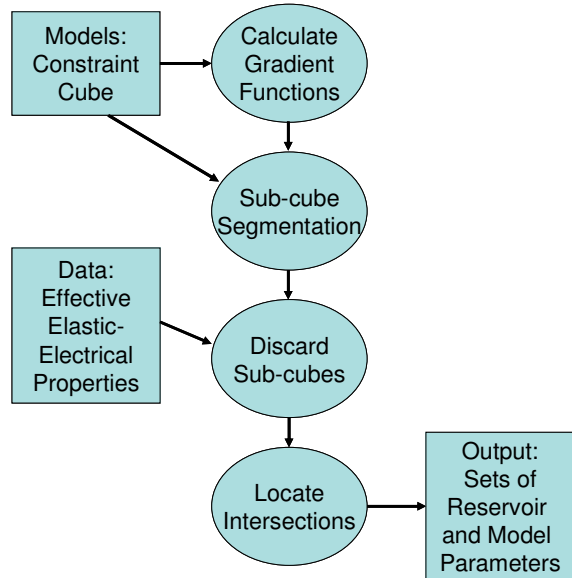 Models:
Constraint
Cube
Calculate
Gradient
Functions
Sub-cube
Segmentation
Data:
Effective
Elastic-
Electrical
Properties
Discard
Sub-cubes
Locate
Intersections
Output:
Sets of
Reservoir
and Model
Parameters